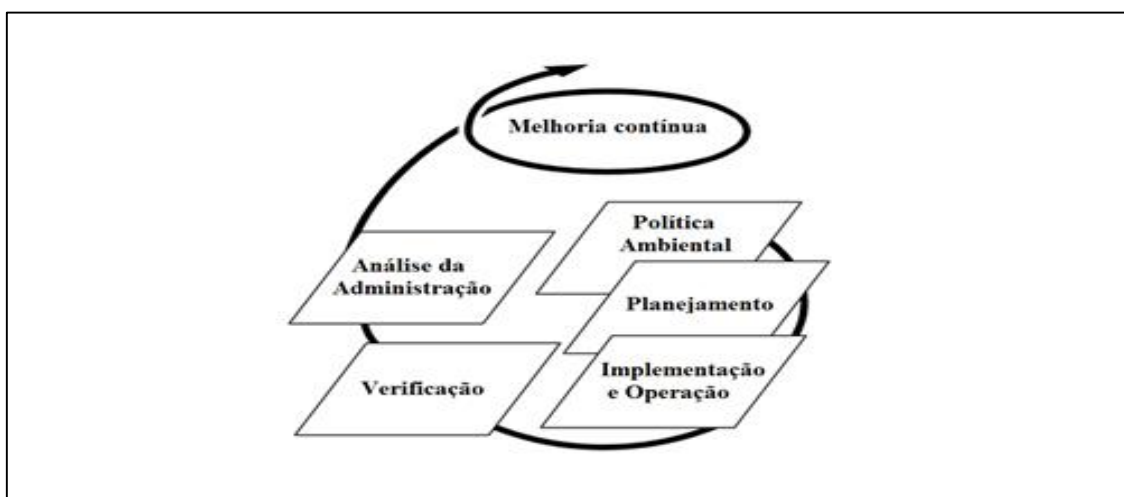 Melhoria contínua
Política
Ambiental
Análise da
Administração
Planejamento
Implementação
e Operação
Verificação